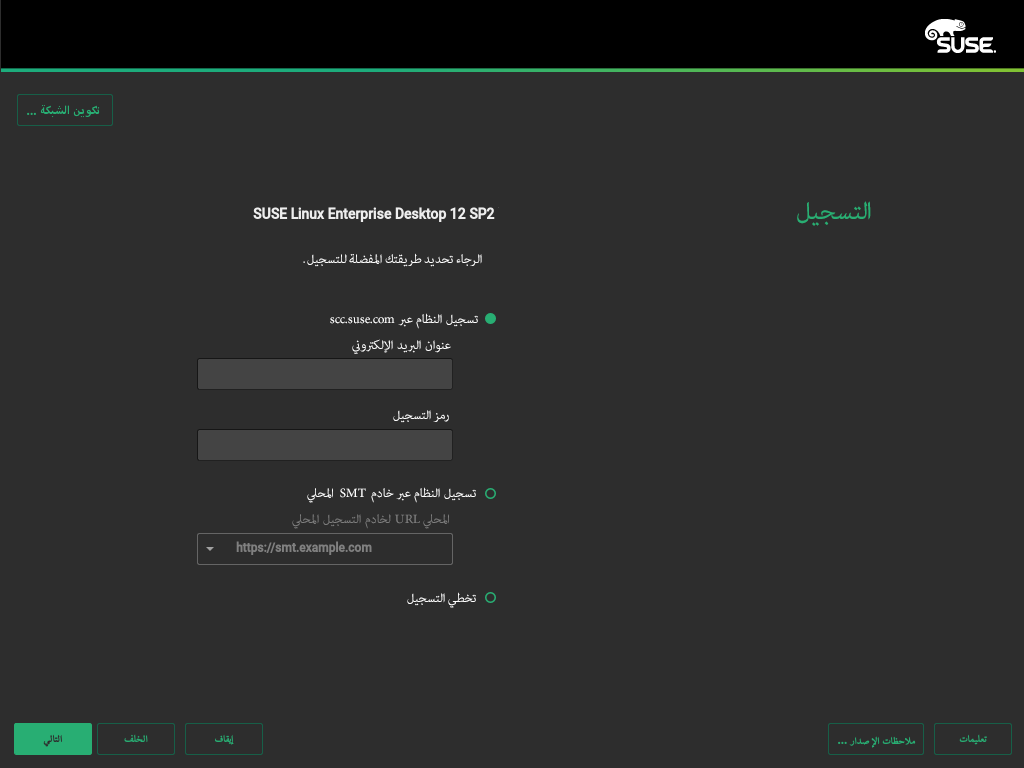 SUSE.
تكوين الشبكة ...
التسجيل
SUSE Linux Enterprise Desktop 12 SP2
الرجاء تحديد طريقتك المفضلة للتسجيل.
تسجيل النظام عبر scc.suse.com
عنوان البريد الإلكتروني
رمز التسجيل
تسجيل النظام عبر خادم SMT المحلي
المحلي URL لخادم التسجيل المحلي
https://smt.example.com
تخطي التسجيل
تعليمات
ملاحظات الإصدار ...
إيقاف
الخلف
التالي